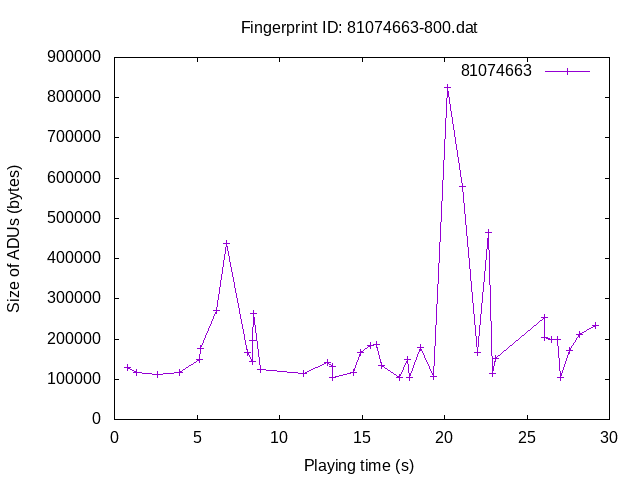 Fingerprint ID: 81074663-800.dat
81074663
900000
800000
700000
600000
500000
400000
300000
200000
100000
0
Size of ADUs (bytes)
0 5 10 15 20 25 30
Playing time (s)